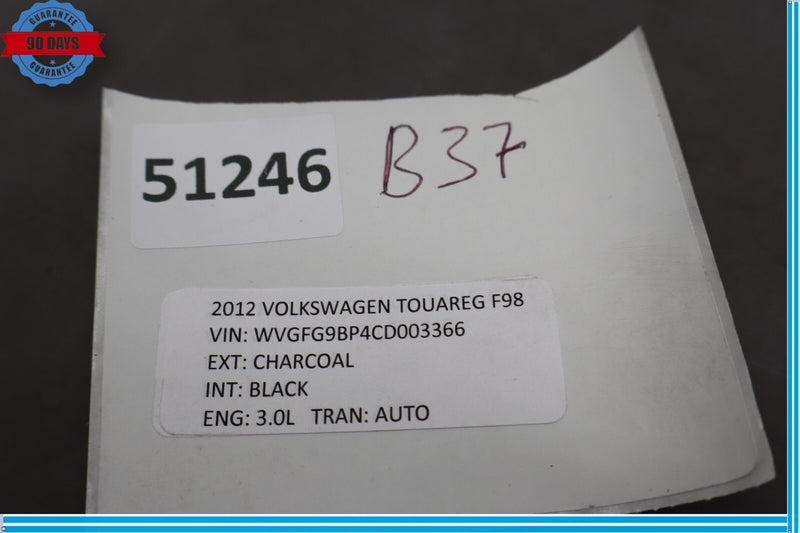 GUARANTEE
90 DAYS
GUARANTEE
51246
B37
2012 VOLKSWAGEN TOUAREG F98
VIN: WVGFG9BP4CD003366
EXT: CHARCOAL
INT: BLACK
ENG: 3.0L TRAN: AUTO